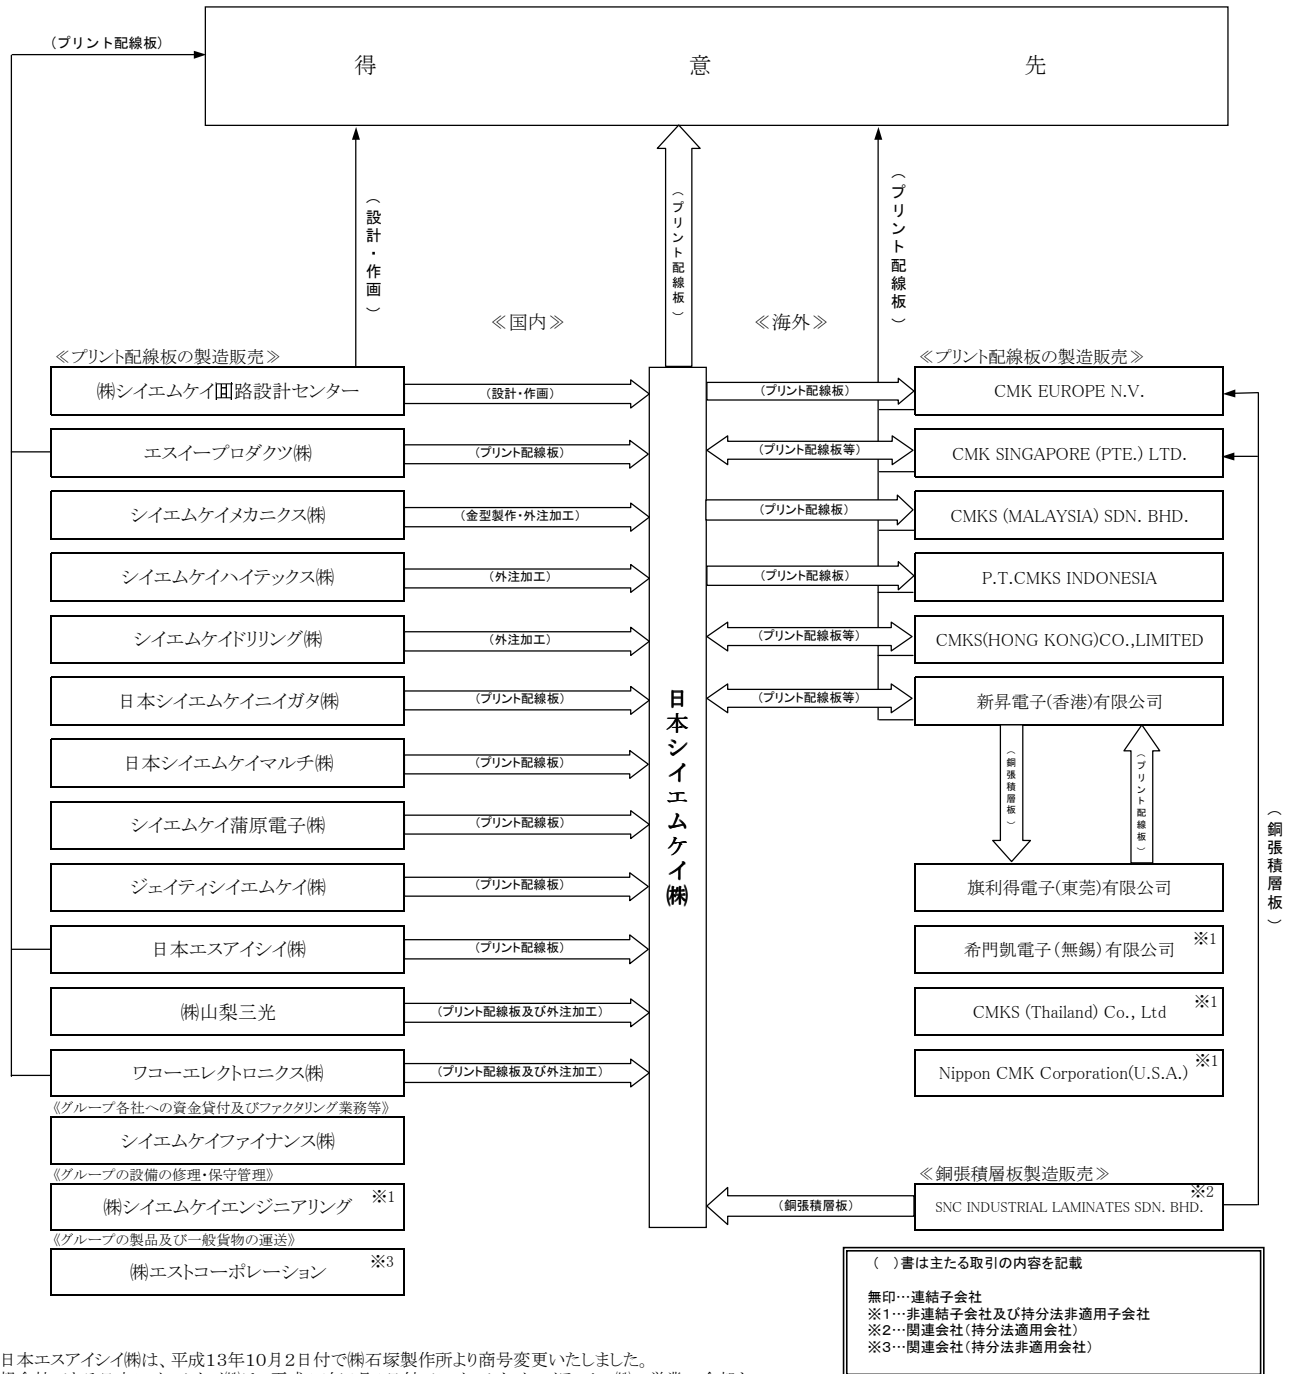 (プリント配線板)
得 意 先
(設計・作画)
(プリント配線板)
(プリント配線板)
≪国内≫
≪海外≫
≪プリント配線板の製造販売≫
㈱シイエムケイ回路設計センター
(設計・作画)
エスイープロダクツ㈱
(プリント配線板)
シイエムケイメカニクス㈱
(金型製作・外注加工)
シイエムケイハイテックス㈱
(外注加工)
シイエムケイドリリング㈱
(外注加工)
日本シイエムケイニイガタ㈱
(プリント配線板)
日本シイエムケイマルチ㈱
(プリント配線板)
シイエムケイ蒲原電子㈱
(プリント配線板)
ジェイティシイエムケイ㈱
(プリント配線板)
日本エスアイシイ㈱
(プリント配線板)
㈱山梨三光
(プリント配線板及び外注加工)
ワコーエレクトロニクス㈱
(プリント配線板及び外注加工)
《グループ各社への資金貸付及びファクタリング業務等》
シイエムケイファイナンス㈱
《グループの設備の修理・保守管理》
㈱シイエムケイエンジニアリング ※1
《グループの製品及び一般貨物の運送》
㈱エストコーポレーション ※3
日本シイエムケイ㈱
≪プリント配線板の製造販売≫
(プリント配線板)
CMK EUROPE N.V.
(プリント配線板等)
CMK SINGAPORE (PTE.) LTD.
(プリント配線板)
CMKS (MALAYSIA) SDN. BHD.
(プリント配線板)
P.T.CMKS INDONESIA
(プリント配線板等)
CMKS(HONG KONG)CO.,LIMITED
(プリント配線板等)
新昇電子(香港)有限公司
(銅張積層板)
(プリント配線板)
旗利得電子(東莞)有限公司
希門凱電子(無錫)有限公司 ※1
CMKS (Thailand) Co., Ltd ※1
Nippon CMK Corporation(U.S.A.) ※1
(銅張積層板)
≪銅張積層板製造販売≫
(銅張積層板)
SNC INDUSTRIAL LAMINATES SDN. BHD. ※2
( )書は主たる取引の内容を記載
無印…連結子会社
※1…非連結子会社及び持分法非適用子会社
※2…関連会社(持分法適用会社)
※3…関連会社(持分法非適用会社)
日本エスアイシイ㈱は、平成13年10月2日付で㈱石塚製作所より商号変更いたしました。